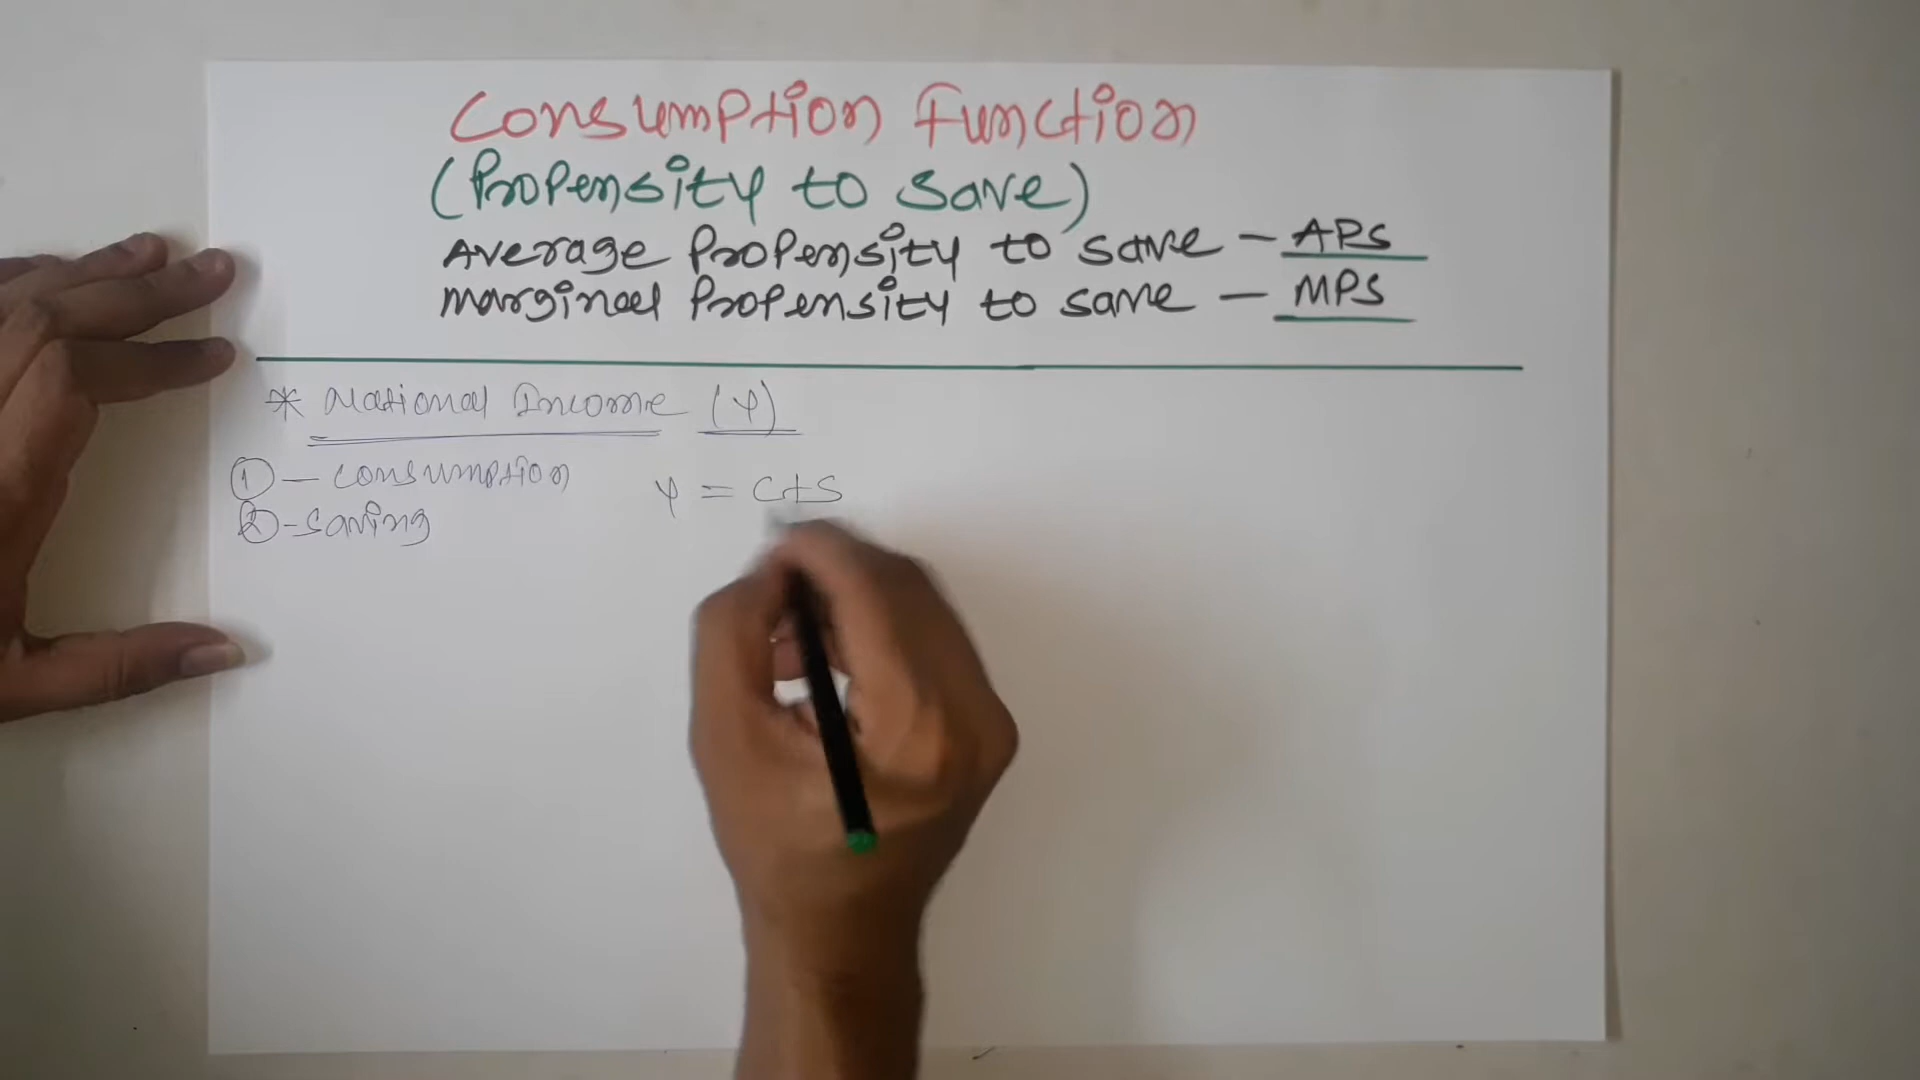 Consumption Function
(Propensity to save)
Average Propensity to save - APS
Marginal Propensity to save - MPS
* National Income (Y)
① - consumption
② - saving
Y = C+S